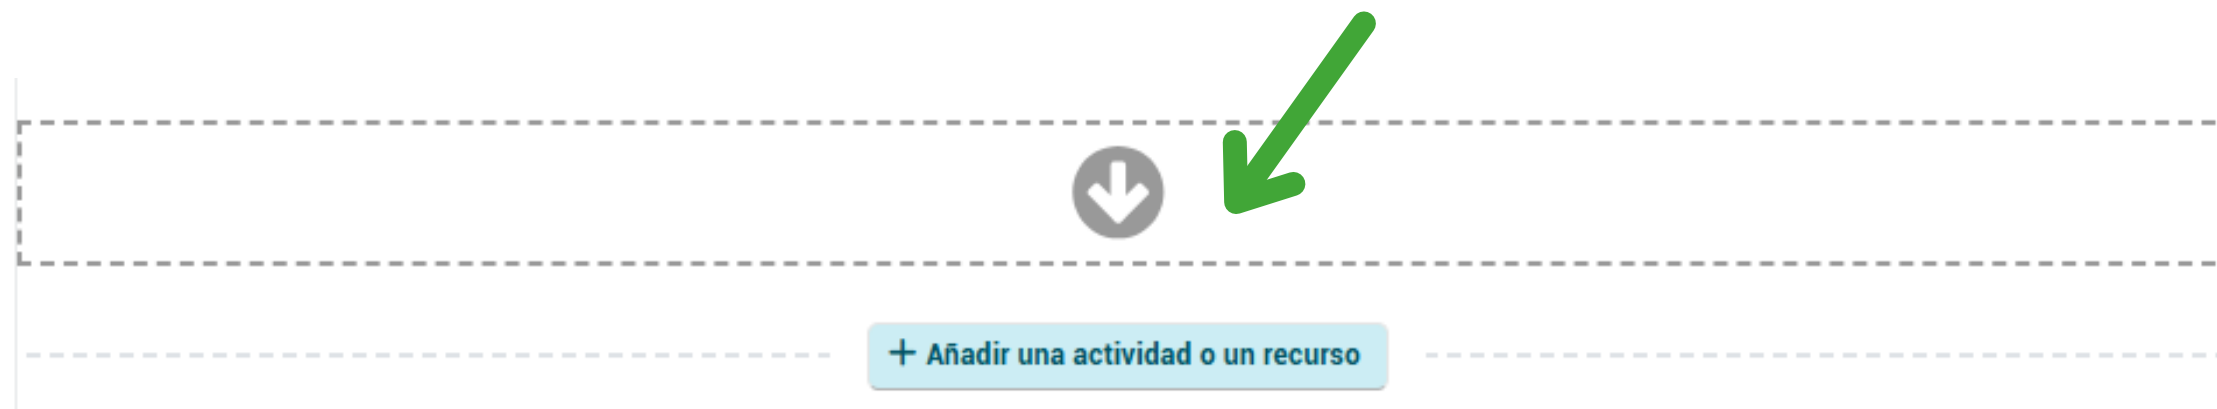 + Añadir una actividad o un recurso